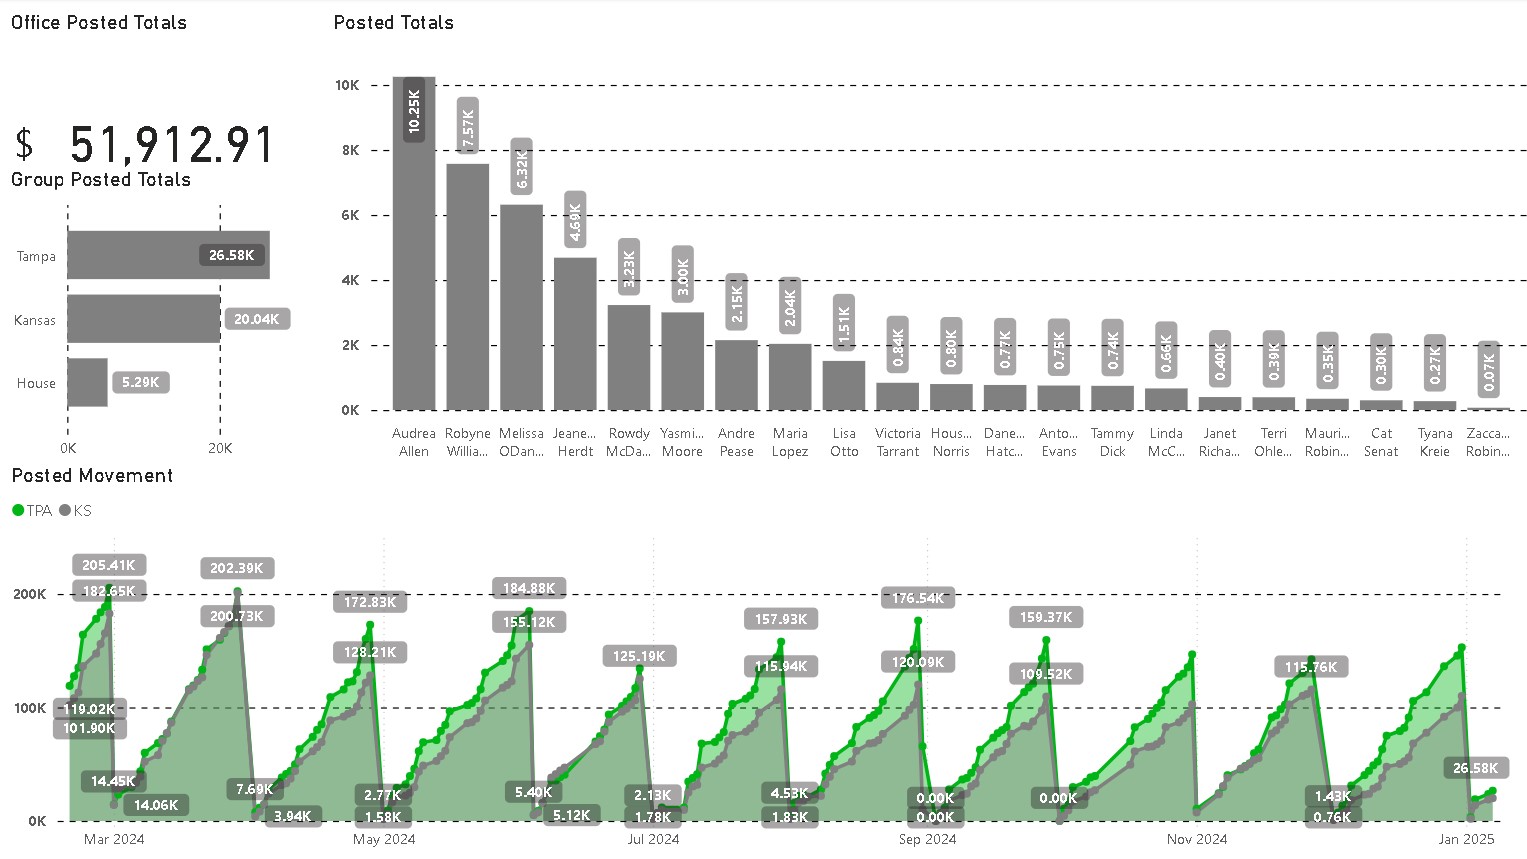 Office Posted Totals
$ 51,912.91
Group Posted Totals
Tampa
26.58K
Kansas
20.04K
House
5.29K
0K
20K
Posted Totals
10K
8K
6K
4K
2K
0K
10.25K
7.57K
6.32K
4.69K
3.23K
3.00K
2.15K
2.04K
1.51K
0.84K
0.80K
0.77K
0.75K
0.74K
0.66K
0.40K
0.39K
0.35K
0.30K
0.27K
0.07K
Audrea
Allen
Robyne
Willia...
Melissa
ODan...
Jeane...
Herdt
Rowdy
McDa...
Yasmi...
Moore
Andre
Pease
Maria
Lopez
Lisa
Otto
Victoria
Tarrant
Hous...
Norris
Dane...
Hatc...
Anto...
Evans
Tammy
Dick
Linda
McC...
Janet
Richa...
Terri
Ohle...
Mauri...
Robin...
Cat
Senat
Tyana
Kreie
Zacca...
Robin...
Posted Movement
TPA
KS
200K
100K
0K
205.41K
182.65K
119.02K
101.90K
14.45K
14.06K
202.39K
200.73K
7.69K
3.94K
172.83K
128.21K
2.77K
1.58K
184.88K
155.12K
5.40K
5.12K
125.19K
2.13K
1.78K
157.93K
115.94K
4.53K
1.83K
176.54K
120.09K
0.00K
0.00K
159.37K
109.52K
0.00K
115.76K
1.43K
0.76K
26.58K
Mar 2024
May 2024
Jul 2024
Sep 2024
Nov 2024
Jan 2025